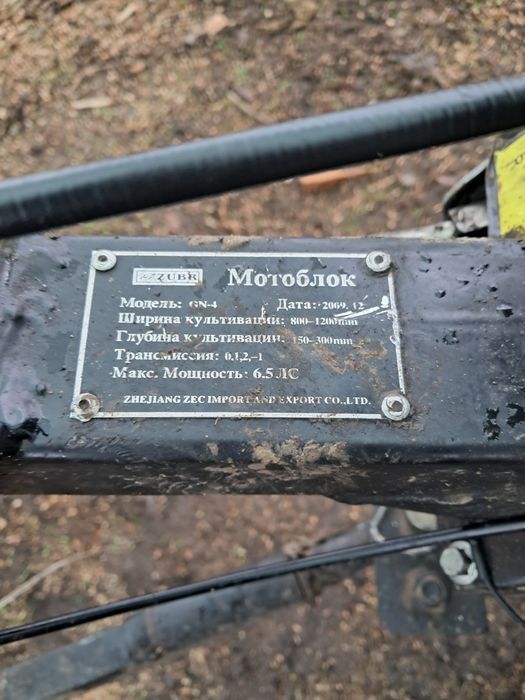 ZUBR Мотоблок
Модель: GN-4 Дата: 2009. 12
Ширина культивации: 800-1200mm
Глубина культивации: 150-300mm
Трансмиссия: 0,1,2,-1
Макс. Мощность: 6.5 ЛС
ZHEJIANG ZEC IMPORT AND EXPORT CO.,LTD.